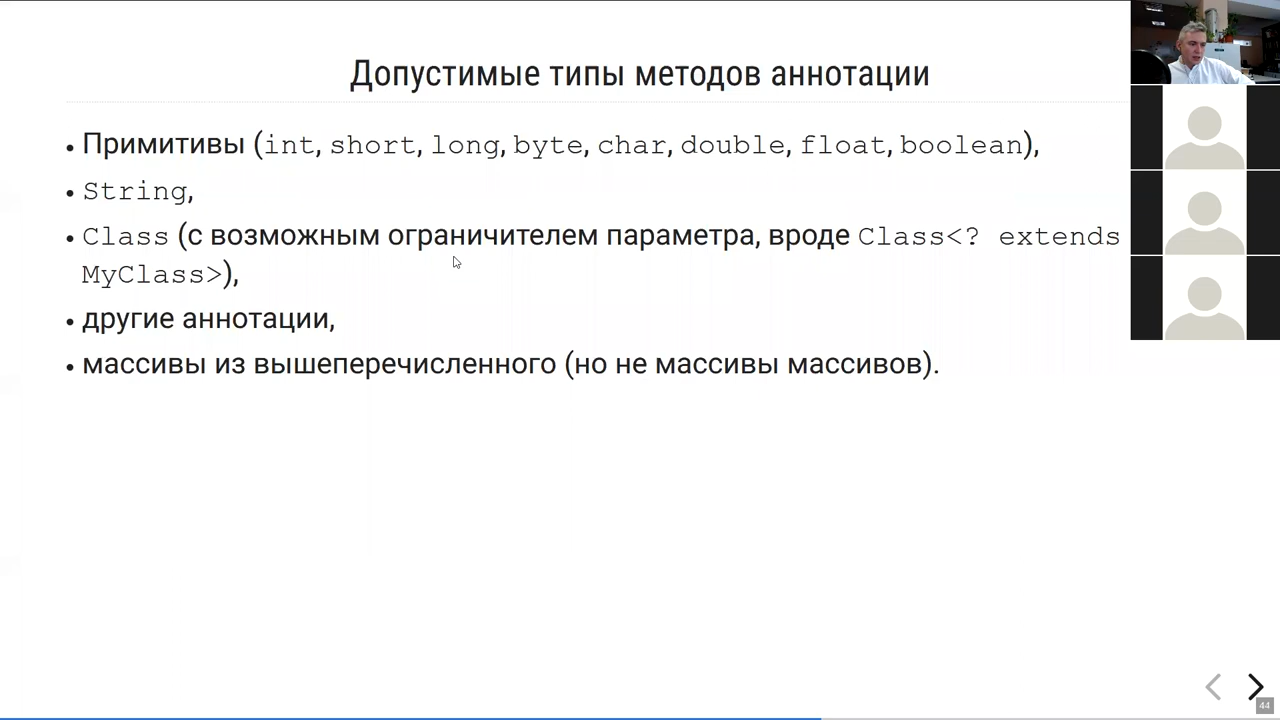 Допустимые типы методов аннотации
• Примитивы (int, short, long, byte, char, double, float, boolean),
• String,
• Class (с возможным ограничителем параметра, вроде Class<? extends
MyClass>),
• другие аннотации,
• массивы из вышеперечисленного (но не массивы массивов).
44